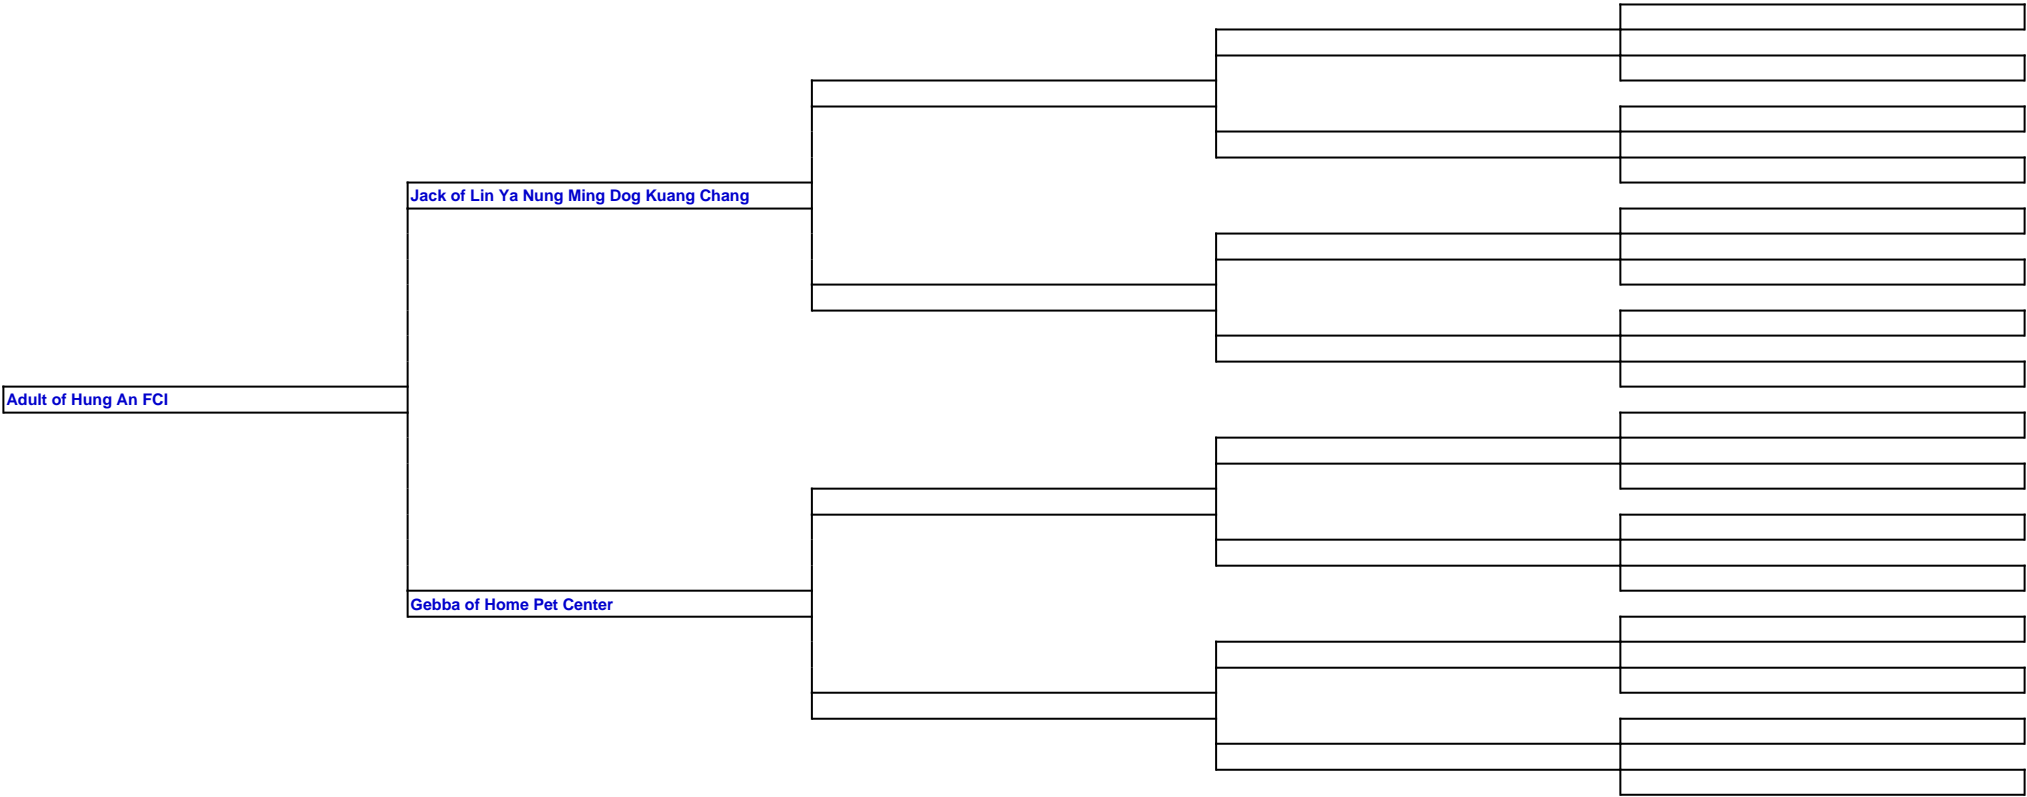 Jack of Lin Ya Nung Ming Dog Kuang Chang
Adult of Hung An FCI
Gebba of Home Pet Center